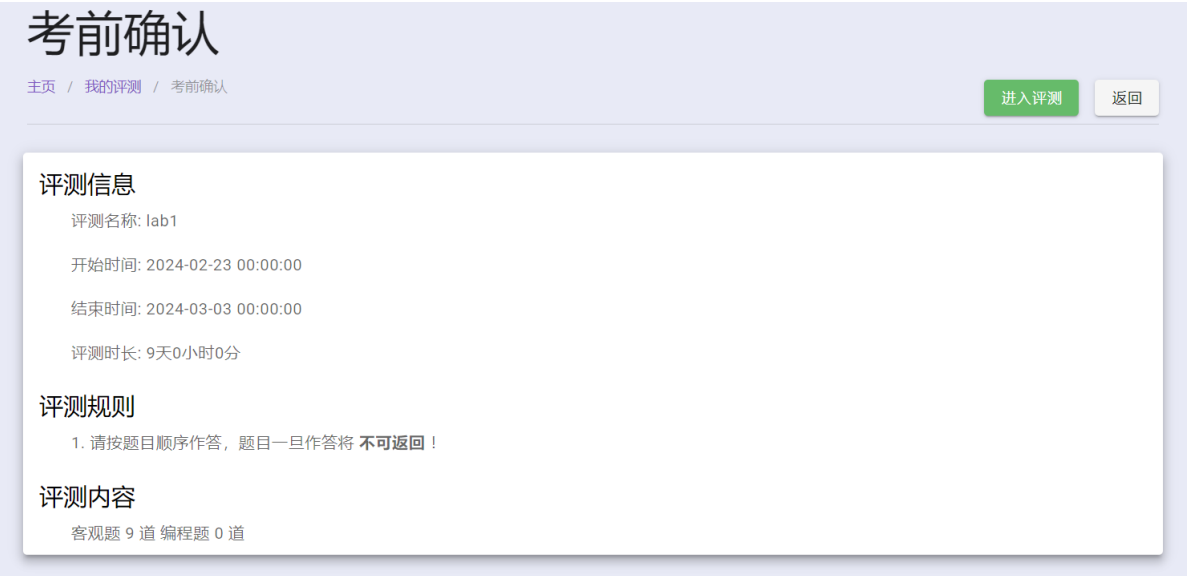 考前确认
主页 / 我的评测 / 考前确认
进入评测 返回
评测信息
评测名称: lab1
开始时间: 2024-02-23 00:00:00
结束时间: 2024-03-03 00:00:00
评测时长: 9天0小时0分
评测规则
1. 请按题目顺序作答，题目一旦作答将 不可返回！
评测内容
客观题 9 道 编程题 0 道